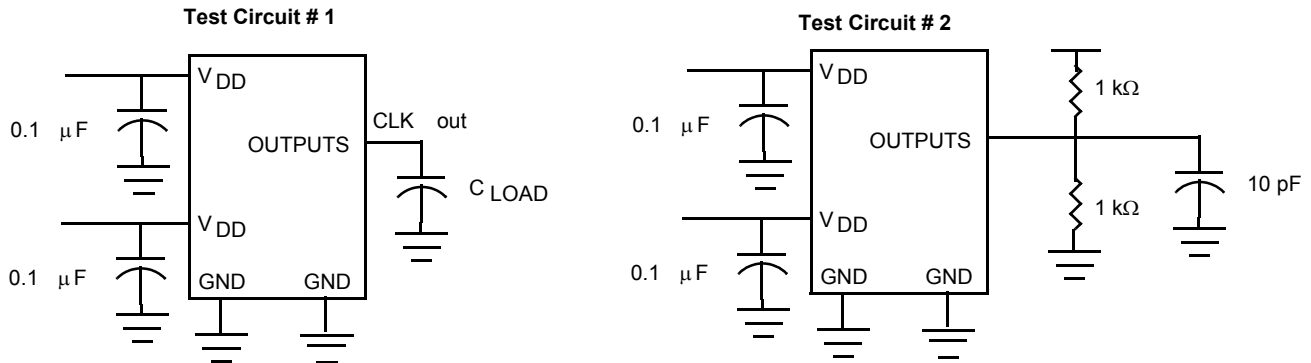 Test Circuit # 1
V DD
0.1 μF
CLK out
OUTPUTS
C LOAD
V DD
0.1 μF
GND GND
Test Circuit # 2
V DD
1 kΩ
0.1 μF
OUTPUTS
10 pF
1 kΩ
V DD
0.1 μF
GND GND